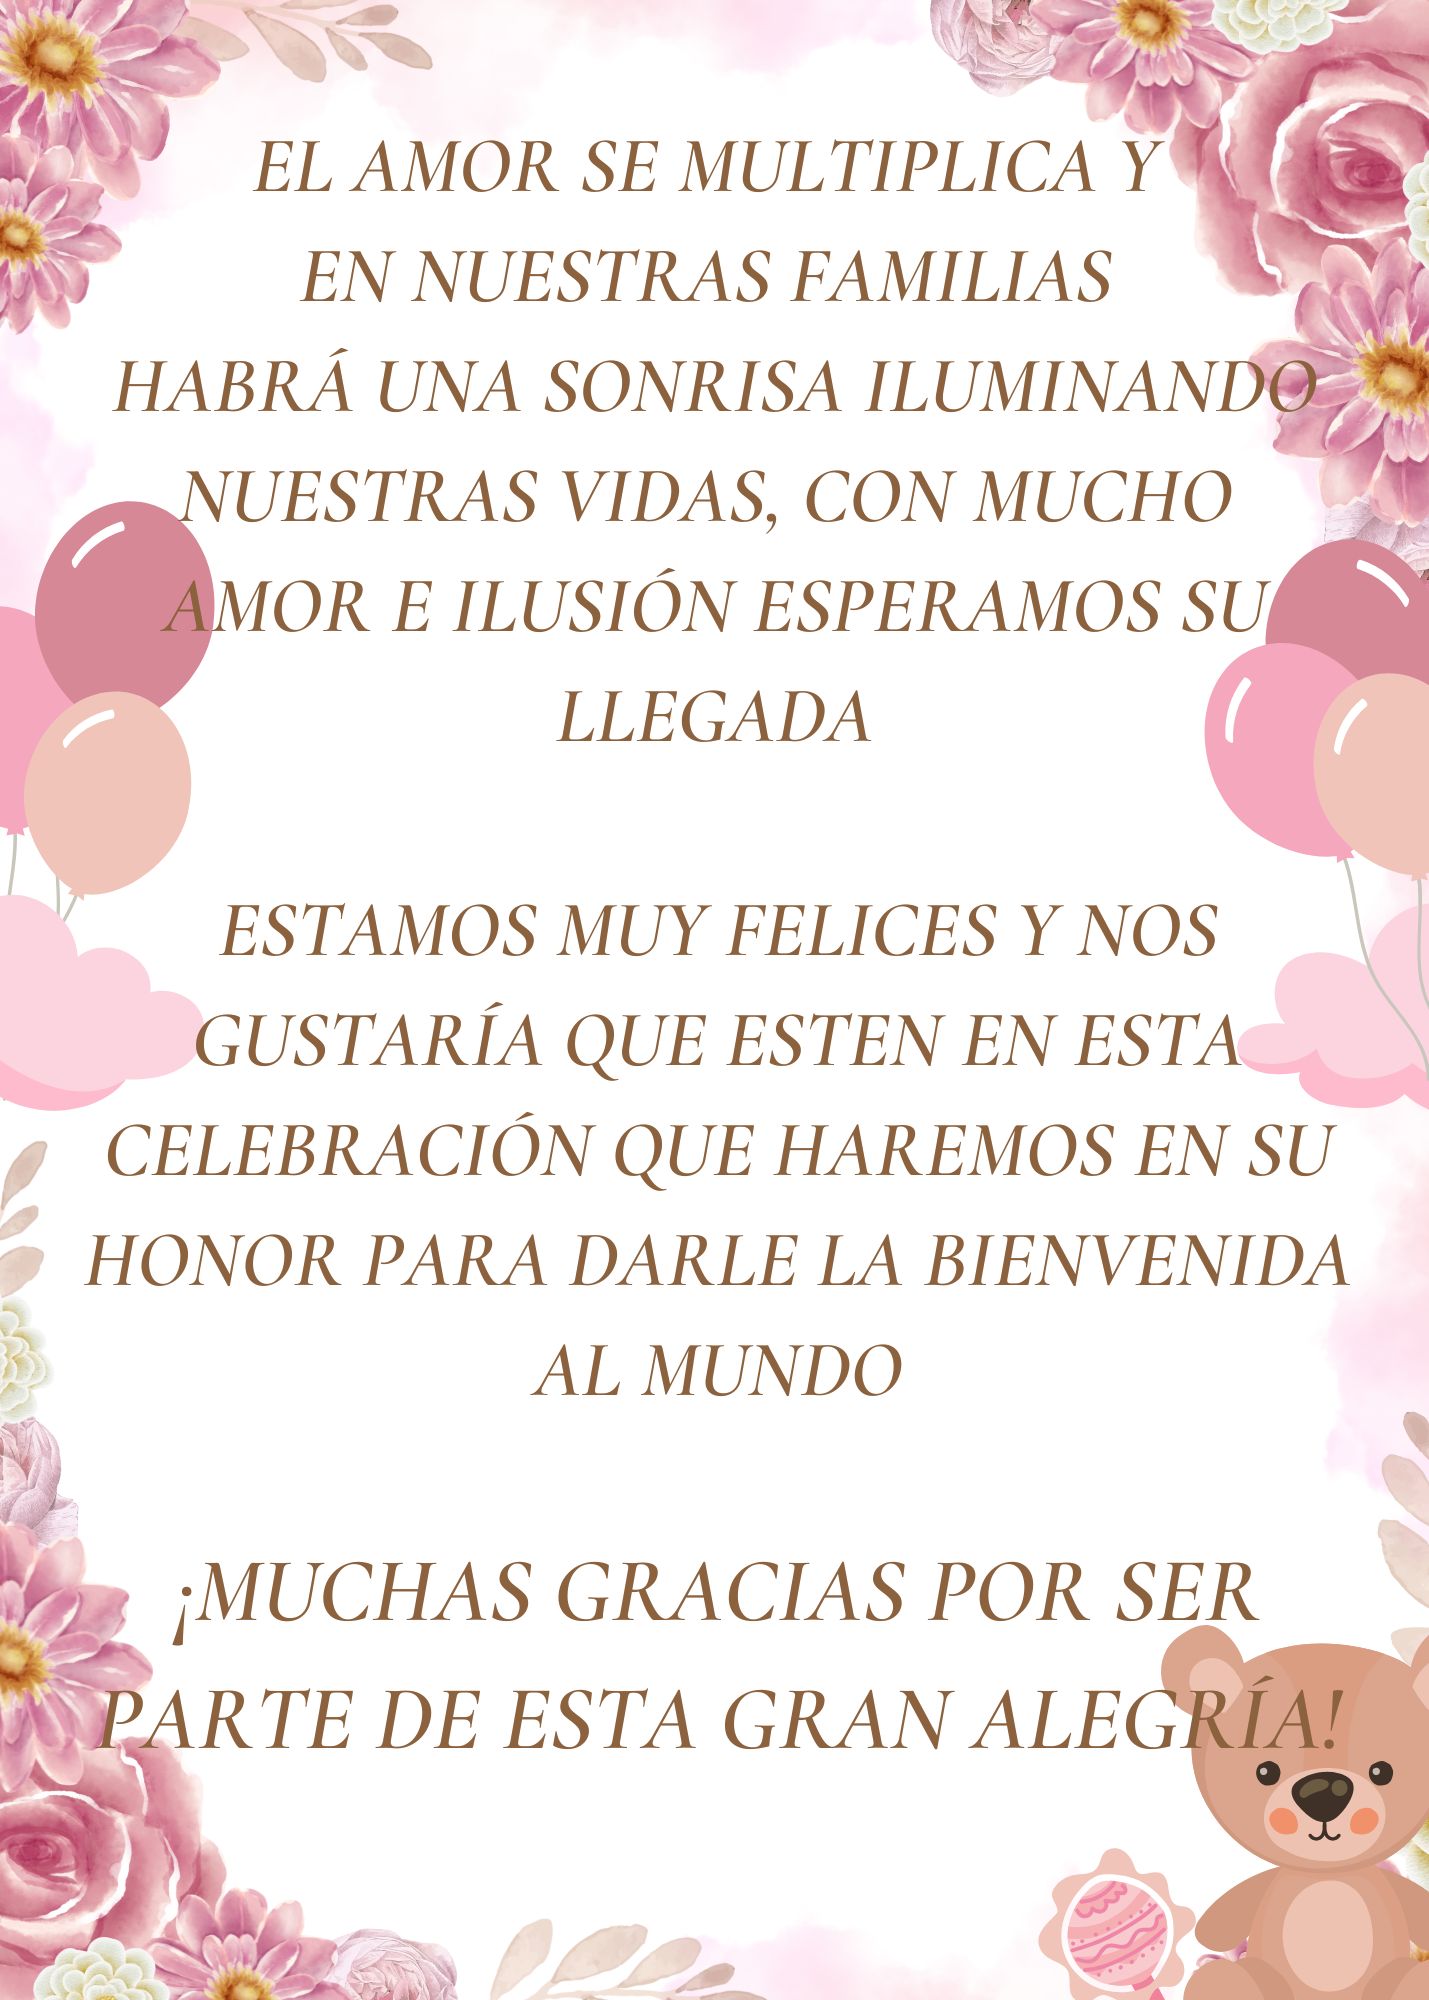 EL AMOR SE MULTIPLICA Y
EN NUESTRAS FAMILIAS
HABRÁ UNA SONRISA ILUMINANDO
NUESTRAS VIDAS, CON MUCHO
AMOR E ILUSIÓN ESPERAMOS SU
LLEGADA
ESTAMOS MUY FELICES Y NOS
GUSTARÍA QUE ESTEN EN ESTA
CELEBRACIÓN QUE HAREMOS EN SU
HONOR PARA DARLE LA BIENVENIDA
AL MUNDO
¡MUCHAS GRACIAS POR SER
PARTE DE ESTA GRAN ALEGRÍA!